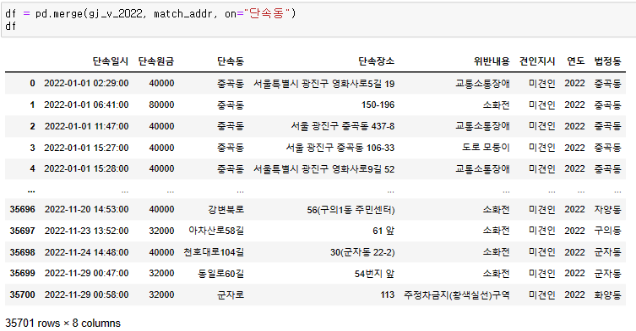 df = pd.merge(gj_v_2022, match_addr, on="단속동")
df
단속일시 단속원금 단속동 단속장소 위반내용 견인지시 연도 법정동
0 2022-01-01 02:29:00 40000 중곡동 서울특별시 광진구 영화사로5길 19 교통소통장애 미견인 2022 중곡동
1 2022-01-01 06:41:00 80000 중곡동 150-196 소화전 미견인 2022 중곡동
2 2022-01-01 11:47:00 40000 중곡동 서울 광진구 중곡동 437-8 교통소통장애 미견인 2022 중곡동
3 2022-01-01 15:27:00 40000 중곡동 서울 광진구 중곡동 106-33 도로 모퉁이 미견인 2022 중곡동
4 2022-01-01 15:28:00 40000 중곡동 서울특별시 광진구 영화사로9길 52 교통소통장애 미견인 2022 중곡동
... ... ... ... ... ... ... ... ...
35696 2022-11-20 14:53:00 40000 강변북로 56(구의1동 주민센터) 소화전 미견인 2022 자양동
35697 2022-11-23 13:52:00 32000 아차산로58길 61 앞 소화전 미견인 2022 구의동
35698 2022-11-24 14:48:00 40000 천호대로104길 30(군자동 22-2) 소화전 미견인 2022 군자동
35699 2022-11-29 00:47:00 32000 동일로60길 54번지 앞 소화전 미견인 2022 군자동
35700 2022-11-29 00:58:00 32000 군자로 113 주정차금지(황색실선)구역 미견인 2022 화양동
35701 rows × 8 columns